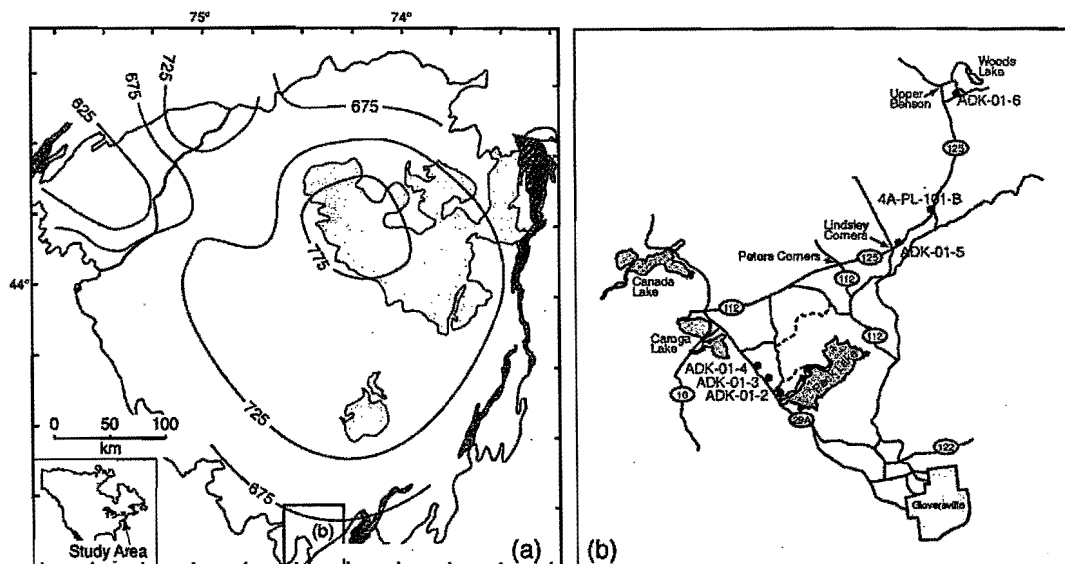 75°
74°
725
675
625
675
775
44°
725
0 50 100
km
675
(b)
Study Area
(a)
Woods
Lake
Upper
Benson
ADK-01-6
125
4A-PL-101-B
Lindsley
Corners
ADK-01-5
Peters Corners
125
112
Canada
Lake
112
Caroga
Lake
112
ADK-01-4
ADK-01-3
ADK-01-2
10
29A
122
Gloversville
(b)